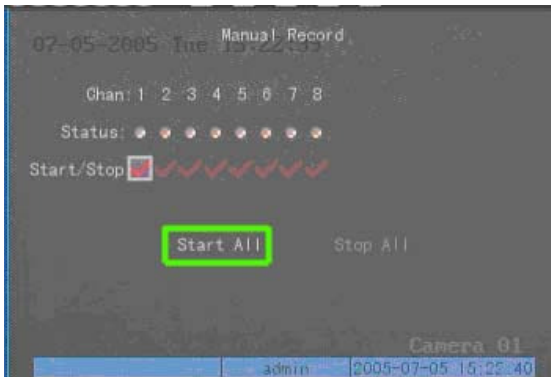 Manual Record
07-05-2005 Tue 15:22:39
Chan: 1 2 3 4 5 6 7 8
Status:
Start/Stop
Start All Stop All
Camera 01
admin 2005-07-05 15:22:40